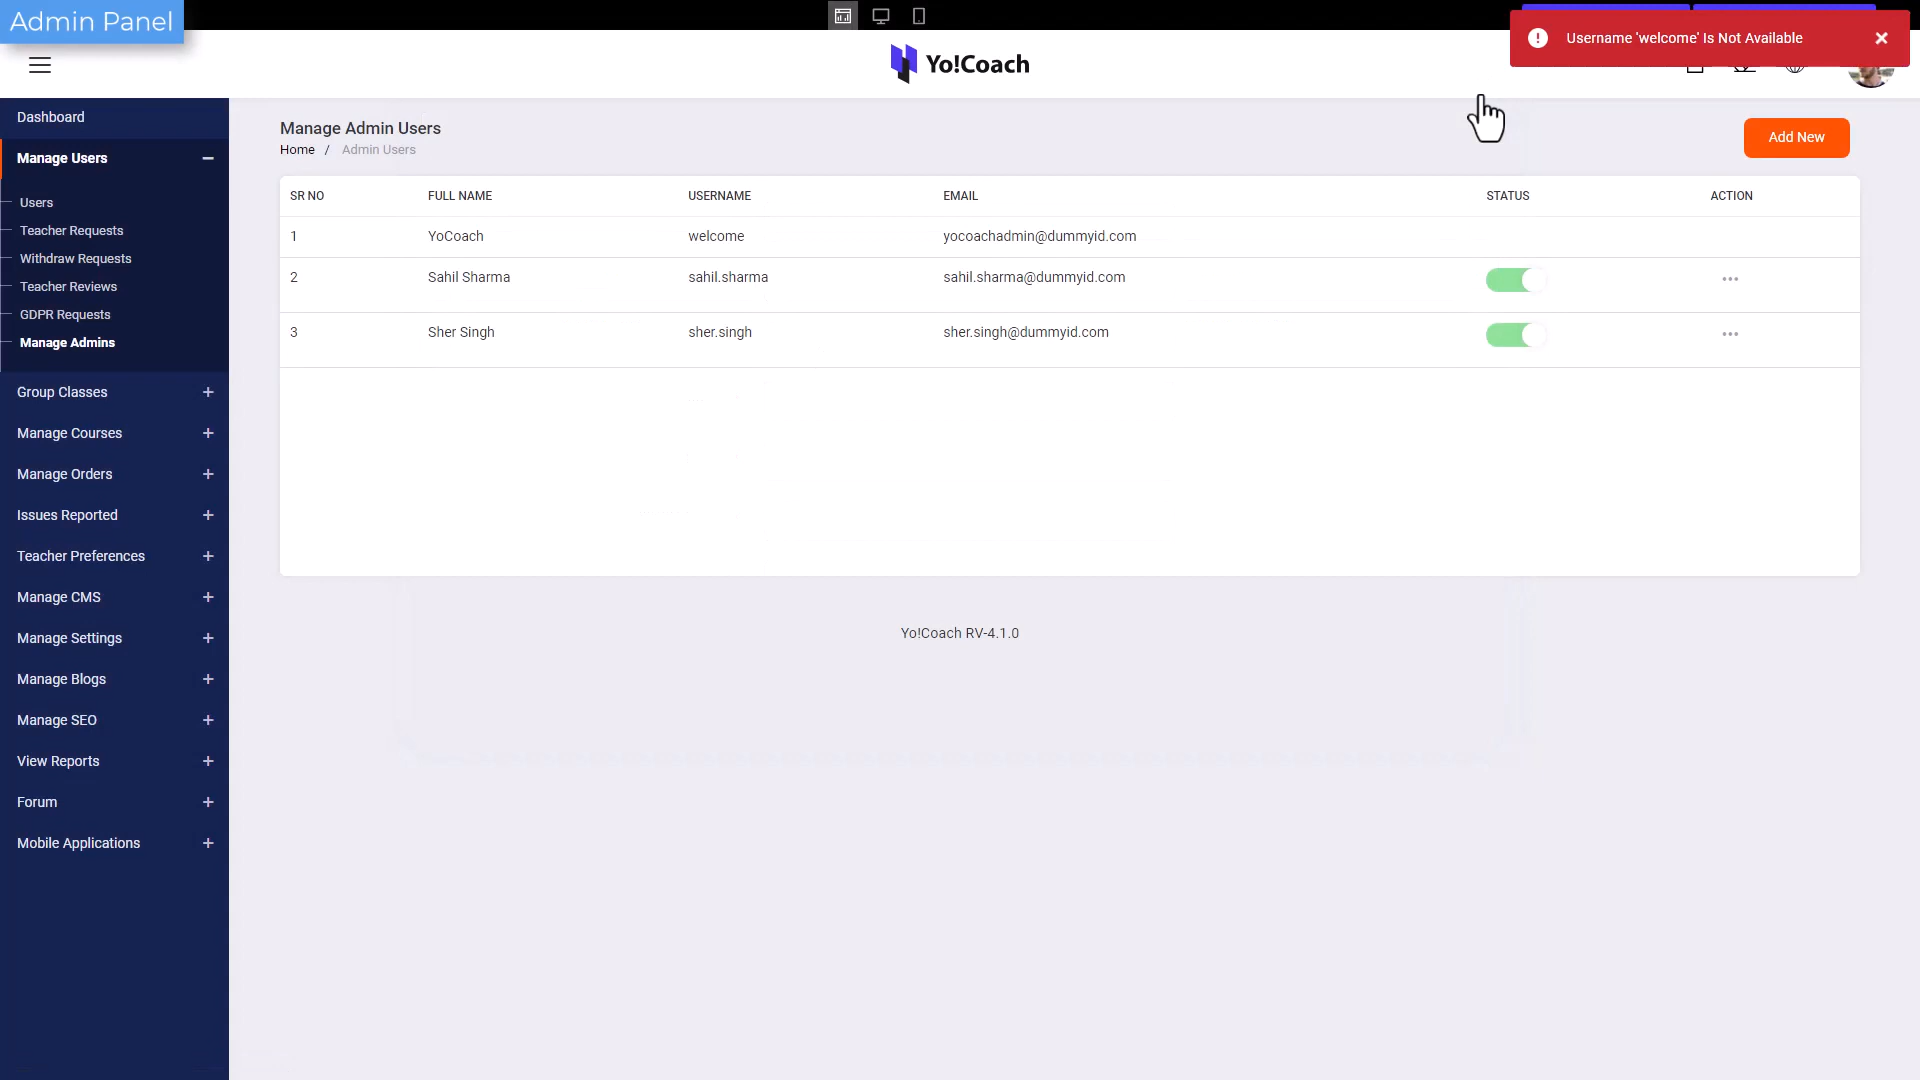 Admin Panel
Username 'welcome' Is Not Available
Yo!Coach
Dashboard
Manage Users
Users
Teacher Requests
Withdraw Requests
Teacher Reviews
GDPR Requests
Manage Admins
Group Classes
Manage Courses
Manage Orders
Issues Reported
Teacher Preferences
Manage CMS
Manage Settings
Manage Blogs
Manage SEO
View Reports
Forum
Mobile Applications
Manage Admin Users
Home / Admin Users
Add New
SR NO FULL NAME USERNAME EMAIL STATUS ACTION
1 YoCoach welcome yocoachadmin@dummyid.com
2 Sahil Sharma sahil.sharma sahil.sharma@dummyid.com
3 Sher Singh sher.singh sher.singh@dummyid.com
Yo!Coach RV-4.1.0